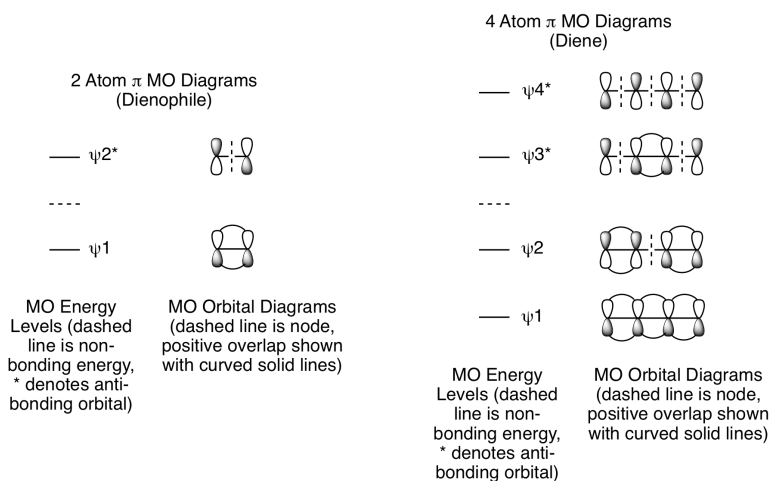 2 Atom π MO Diagrams
(Dienophile)
ψ2*
ψ1
MO Energy
Levels (dashed
line is non-
bonding energy,
* denotes anti-
bonding orbital)
MO Orbital Diagrams
(dashed line is node,
positive overlap shown
with curved solid lines)
4 Atom π MO Diagrams
(Diene)
ψ4*
ψ3*
ψ2
ψ1
MO Energy
Levels (dashed
line is non-
bonding energy,
* denotes anti-
bonding orbital)
MO Orbital Diagrams
(dashed line is node,
positive overlap shown
with curved solid lines)